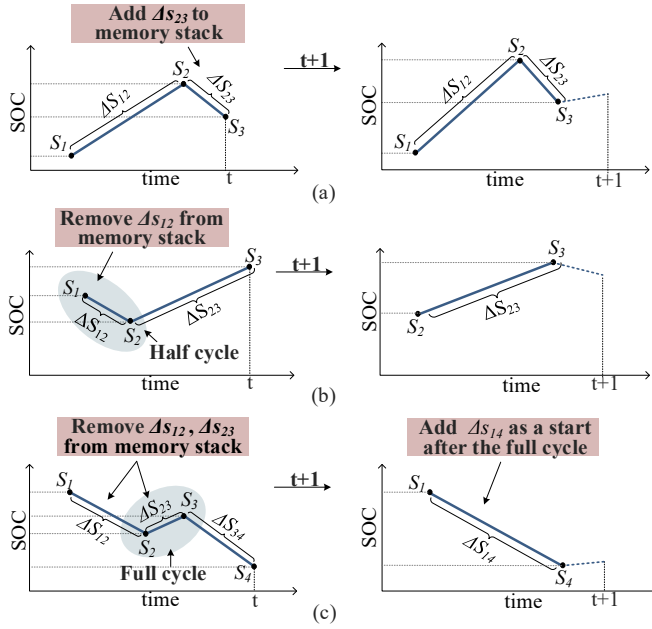 Add Δs23 to
memory stack
t+1
SOC
S1
ΔS12
S2
ΔS23
S3
time
t
SOC
S1
ΔS12
S2
ΔS23
S3
time
t+1
(a)
Remove Δs12 from
memory stack
t+1
SOC
S1
ΔS12
S2
ΔS23
S3
Half cycle
time
t
SOC
S2
ΔS23
S3
time
t+1
(b)
Remove Δs12, Δs23
from memory stack
t+1
Add Δs14 as a start
after the full cycle
SOC
S1
ΔS12
S2
ΔS23
S3
ΔS34
S4
Full cycle
time
t
SOC
S1
ΔS14
S4
time
t+1
(c)